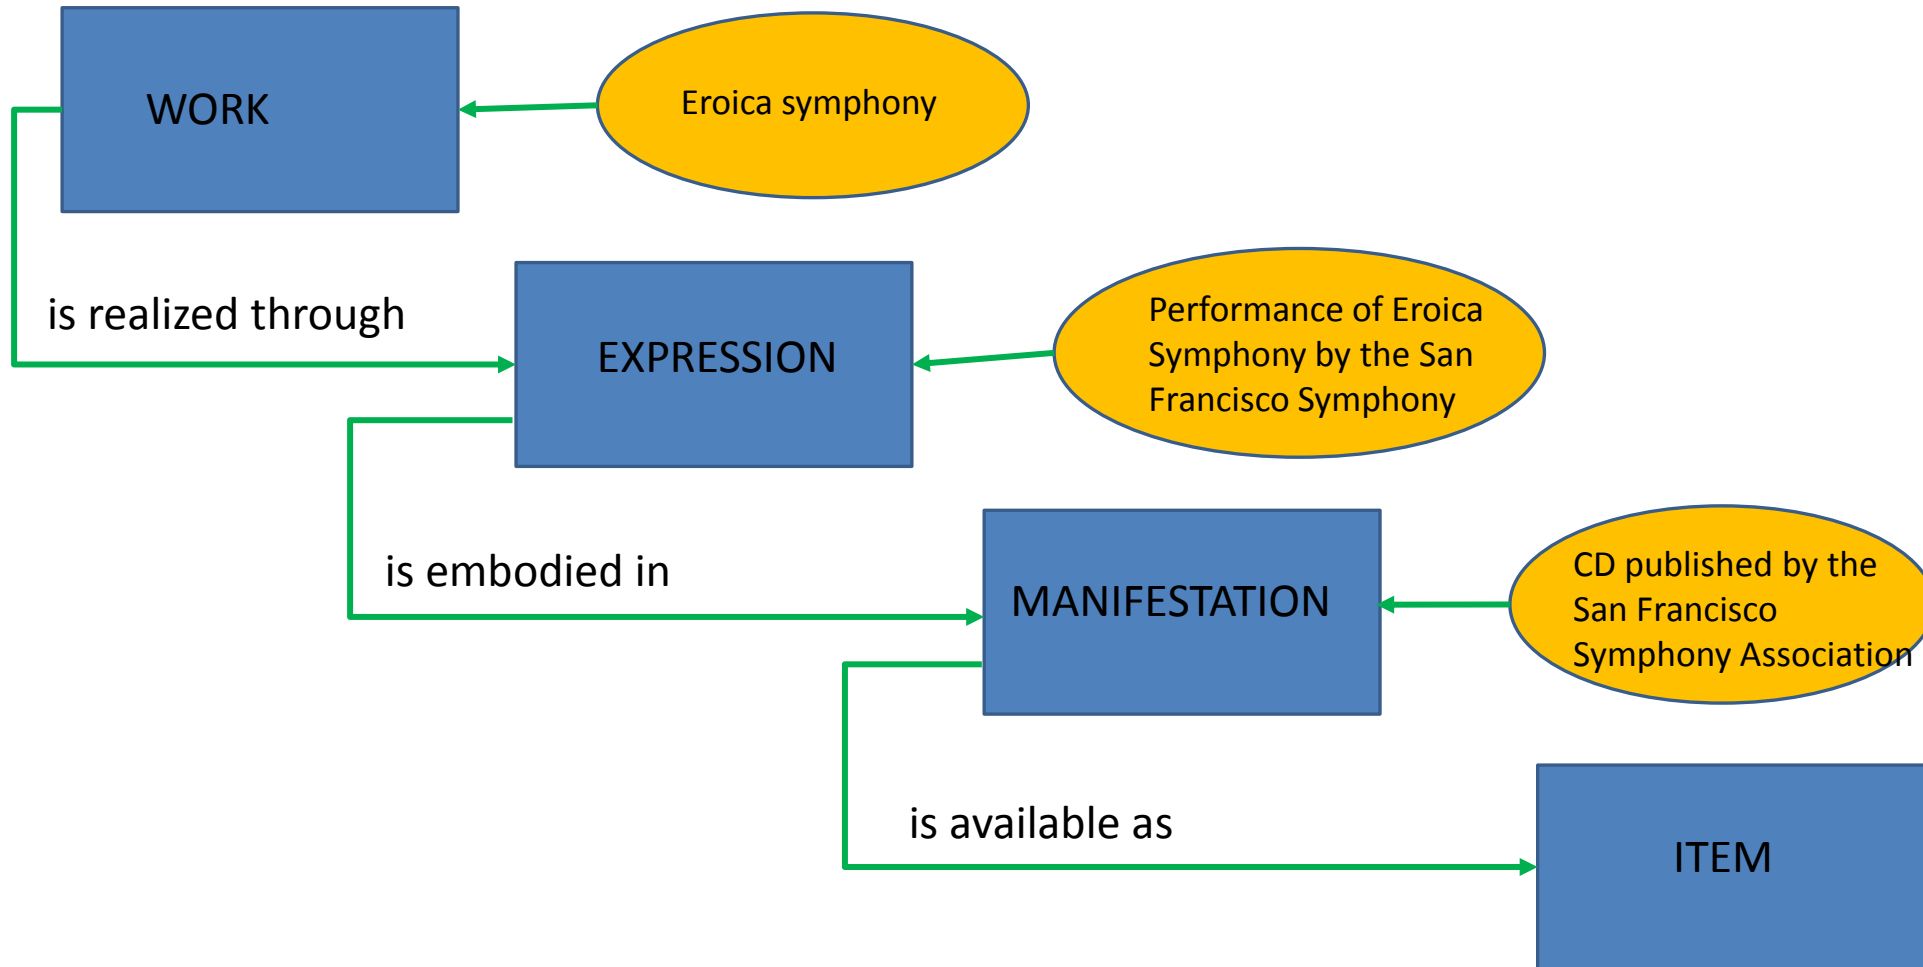 WORK
Eroica symphony
is realized through
EXPRESSION
Performance of Eroica
Symphony by the San
Francisco Symphony
is embodied in
MANIFESTATION
CD published by the
San Francisco
Symphony Association
is available as
ITEM